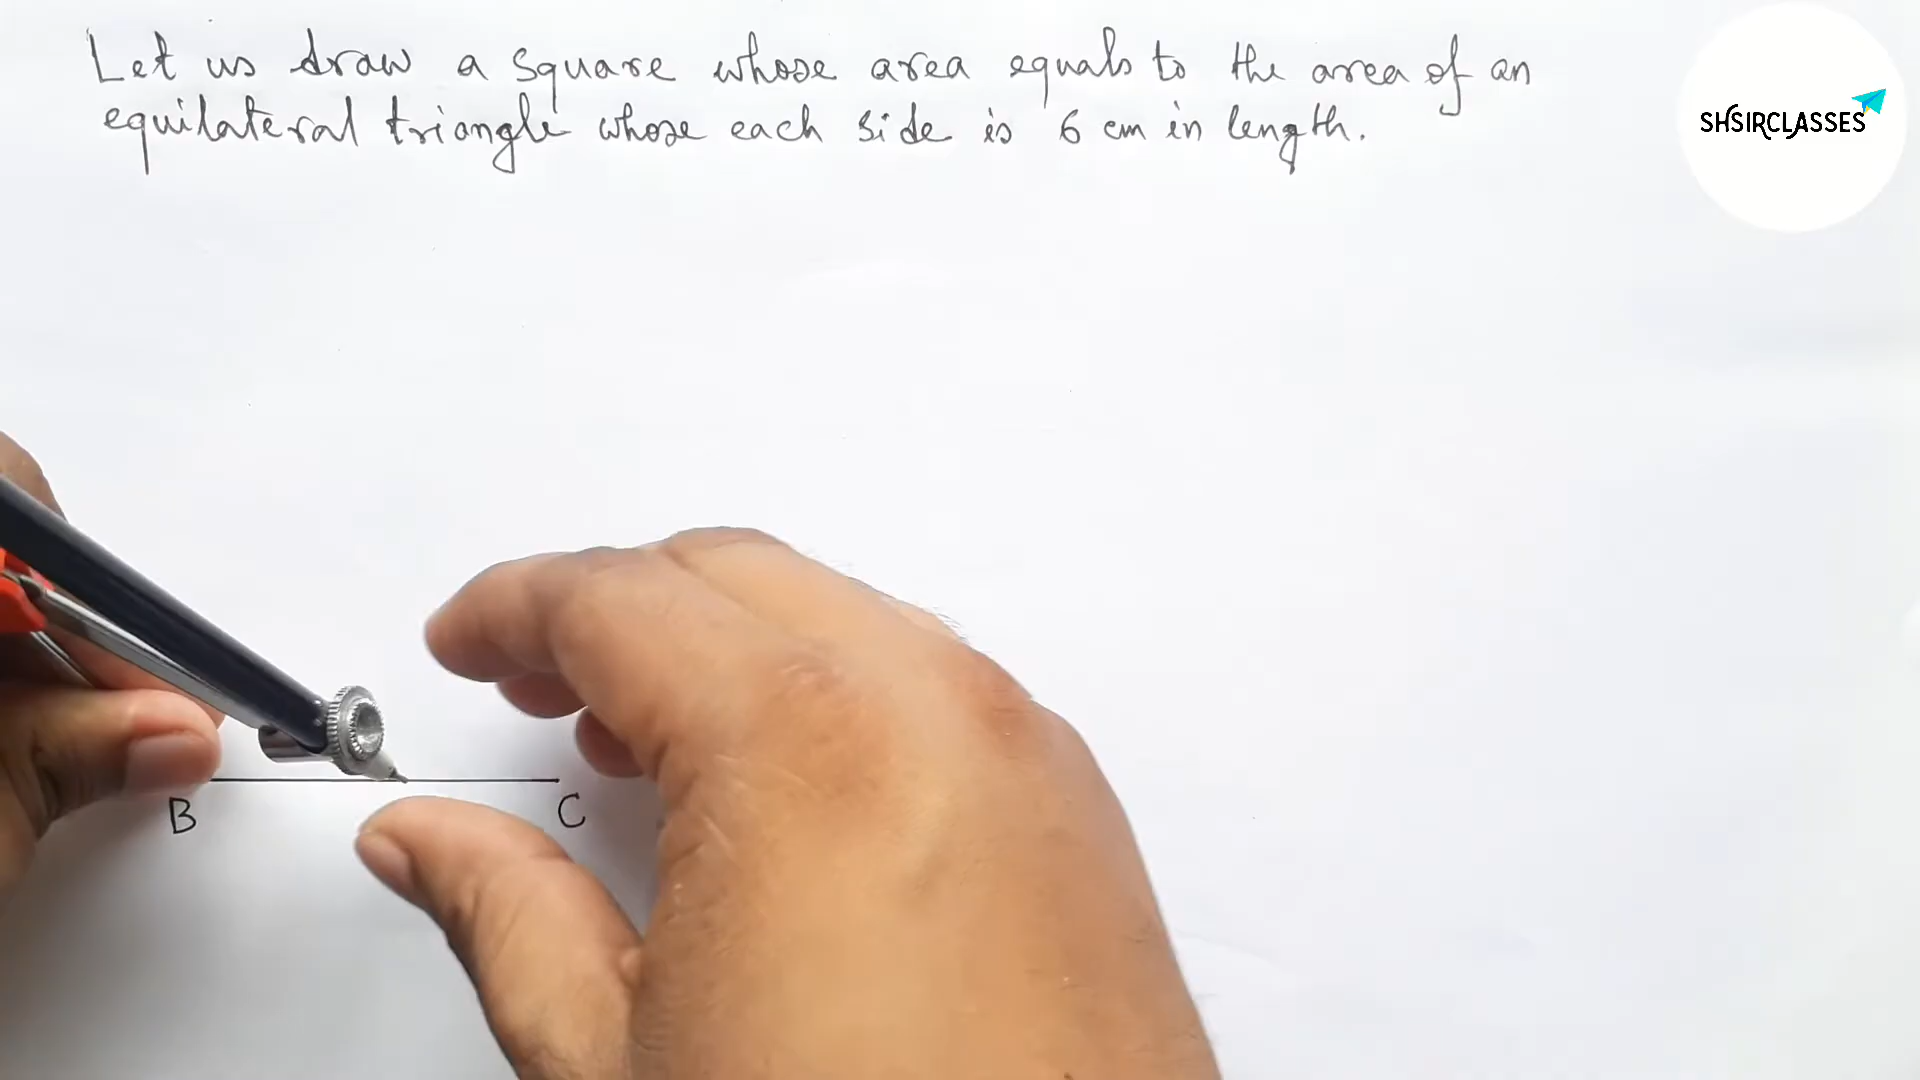 Let us draw a square whose area equals to the area of an
equilateral triangle whose each side is 6 cm in length.
SHSIRCLASSES
B
C